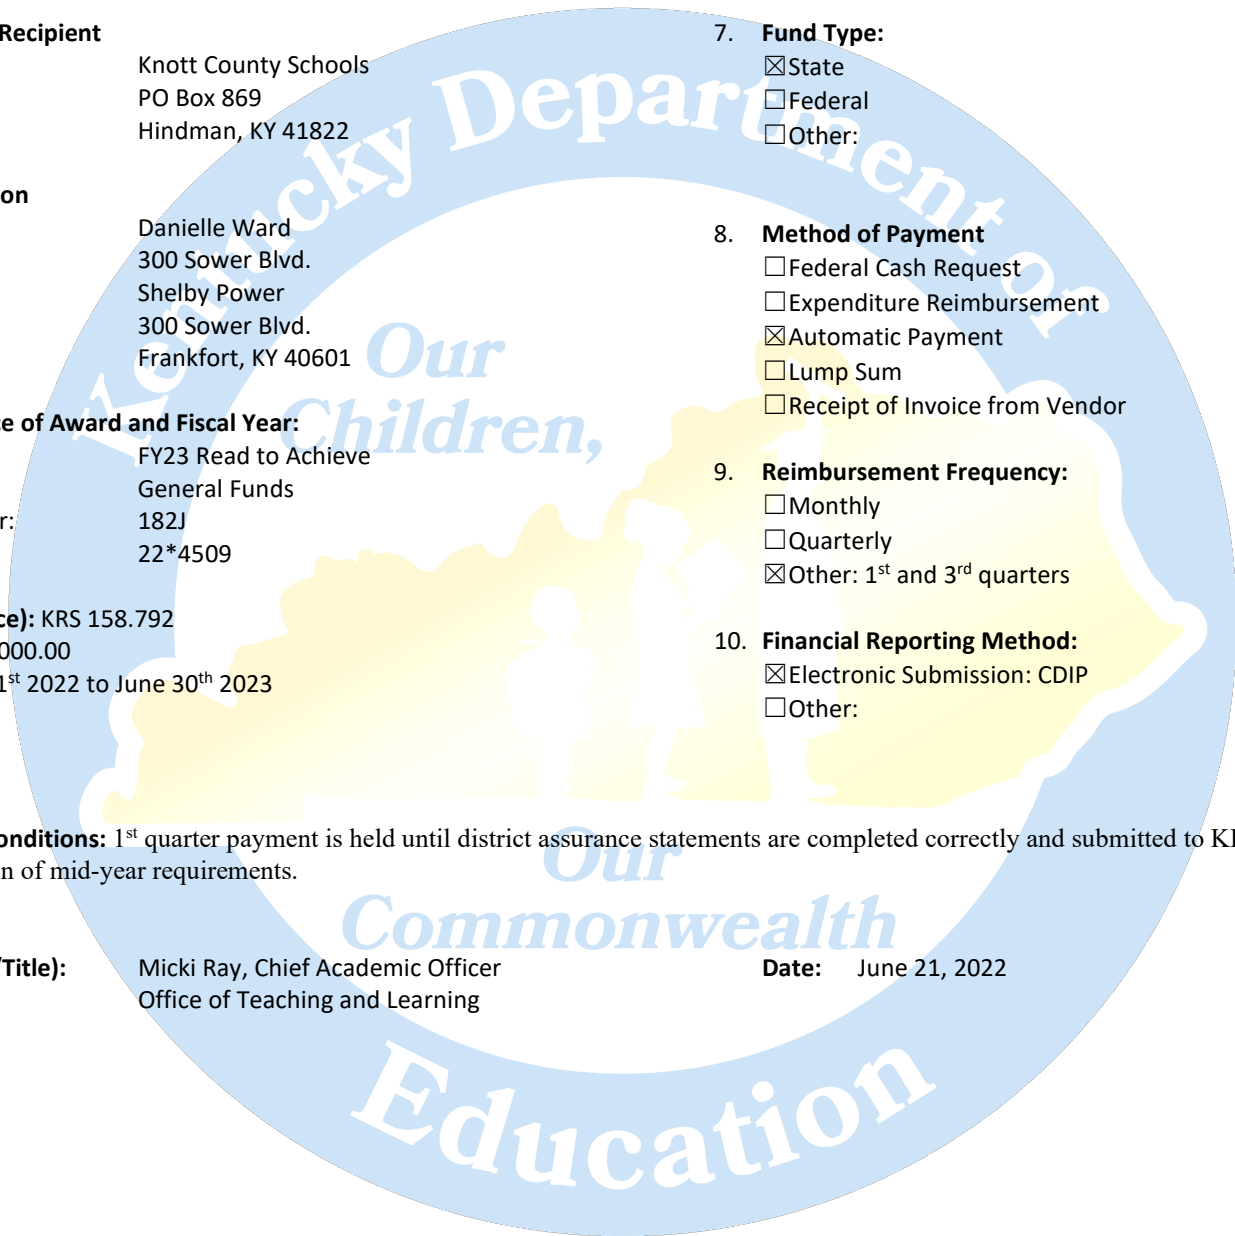 Recipient
Knott County Schools
PO Box 869
Hindman, KY 41822
on
Danielle Ward
300 Sower Blvd.
Shelby Power
300 Sower Blvd.
Frankfort, KY 40601
ce of Award and Fiscal Year:
FY23 Read to Achieve
General Funds
r: 182J
22*4509
ce): KRS 158.792
000.00
1st 2022 to June 30th 2023
7. Fund Type:
☒State
☐Federal
☐Other:
8. Method of Payment
☐Federal Cash Request
☐Expenditure Reimbursement
☒Automatic Payment
☐Lump Sum
☐Receipt of Invoice from Vendor
9. Reimbursement Frequency:
☐Monthly
☐Quarterly
☒Other: 1st and 3rd quarters
10. Financial Reporting Method:
☒Electronic Submission: CDIP
☐Other:
onditions: 1st quarter payment is held until district assurance statements are completed correctly and submitted to KI
n of mid-year requirements.
/Title): Micki Ray, Chief Academic Officer Date: June 21, 2022
Office of Teaching and Learning
Kentucky Department of
Education
Our
Children,
Our
Commonwealth